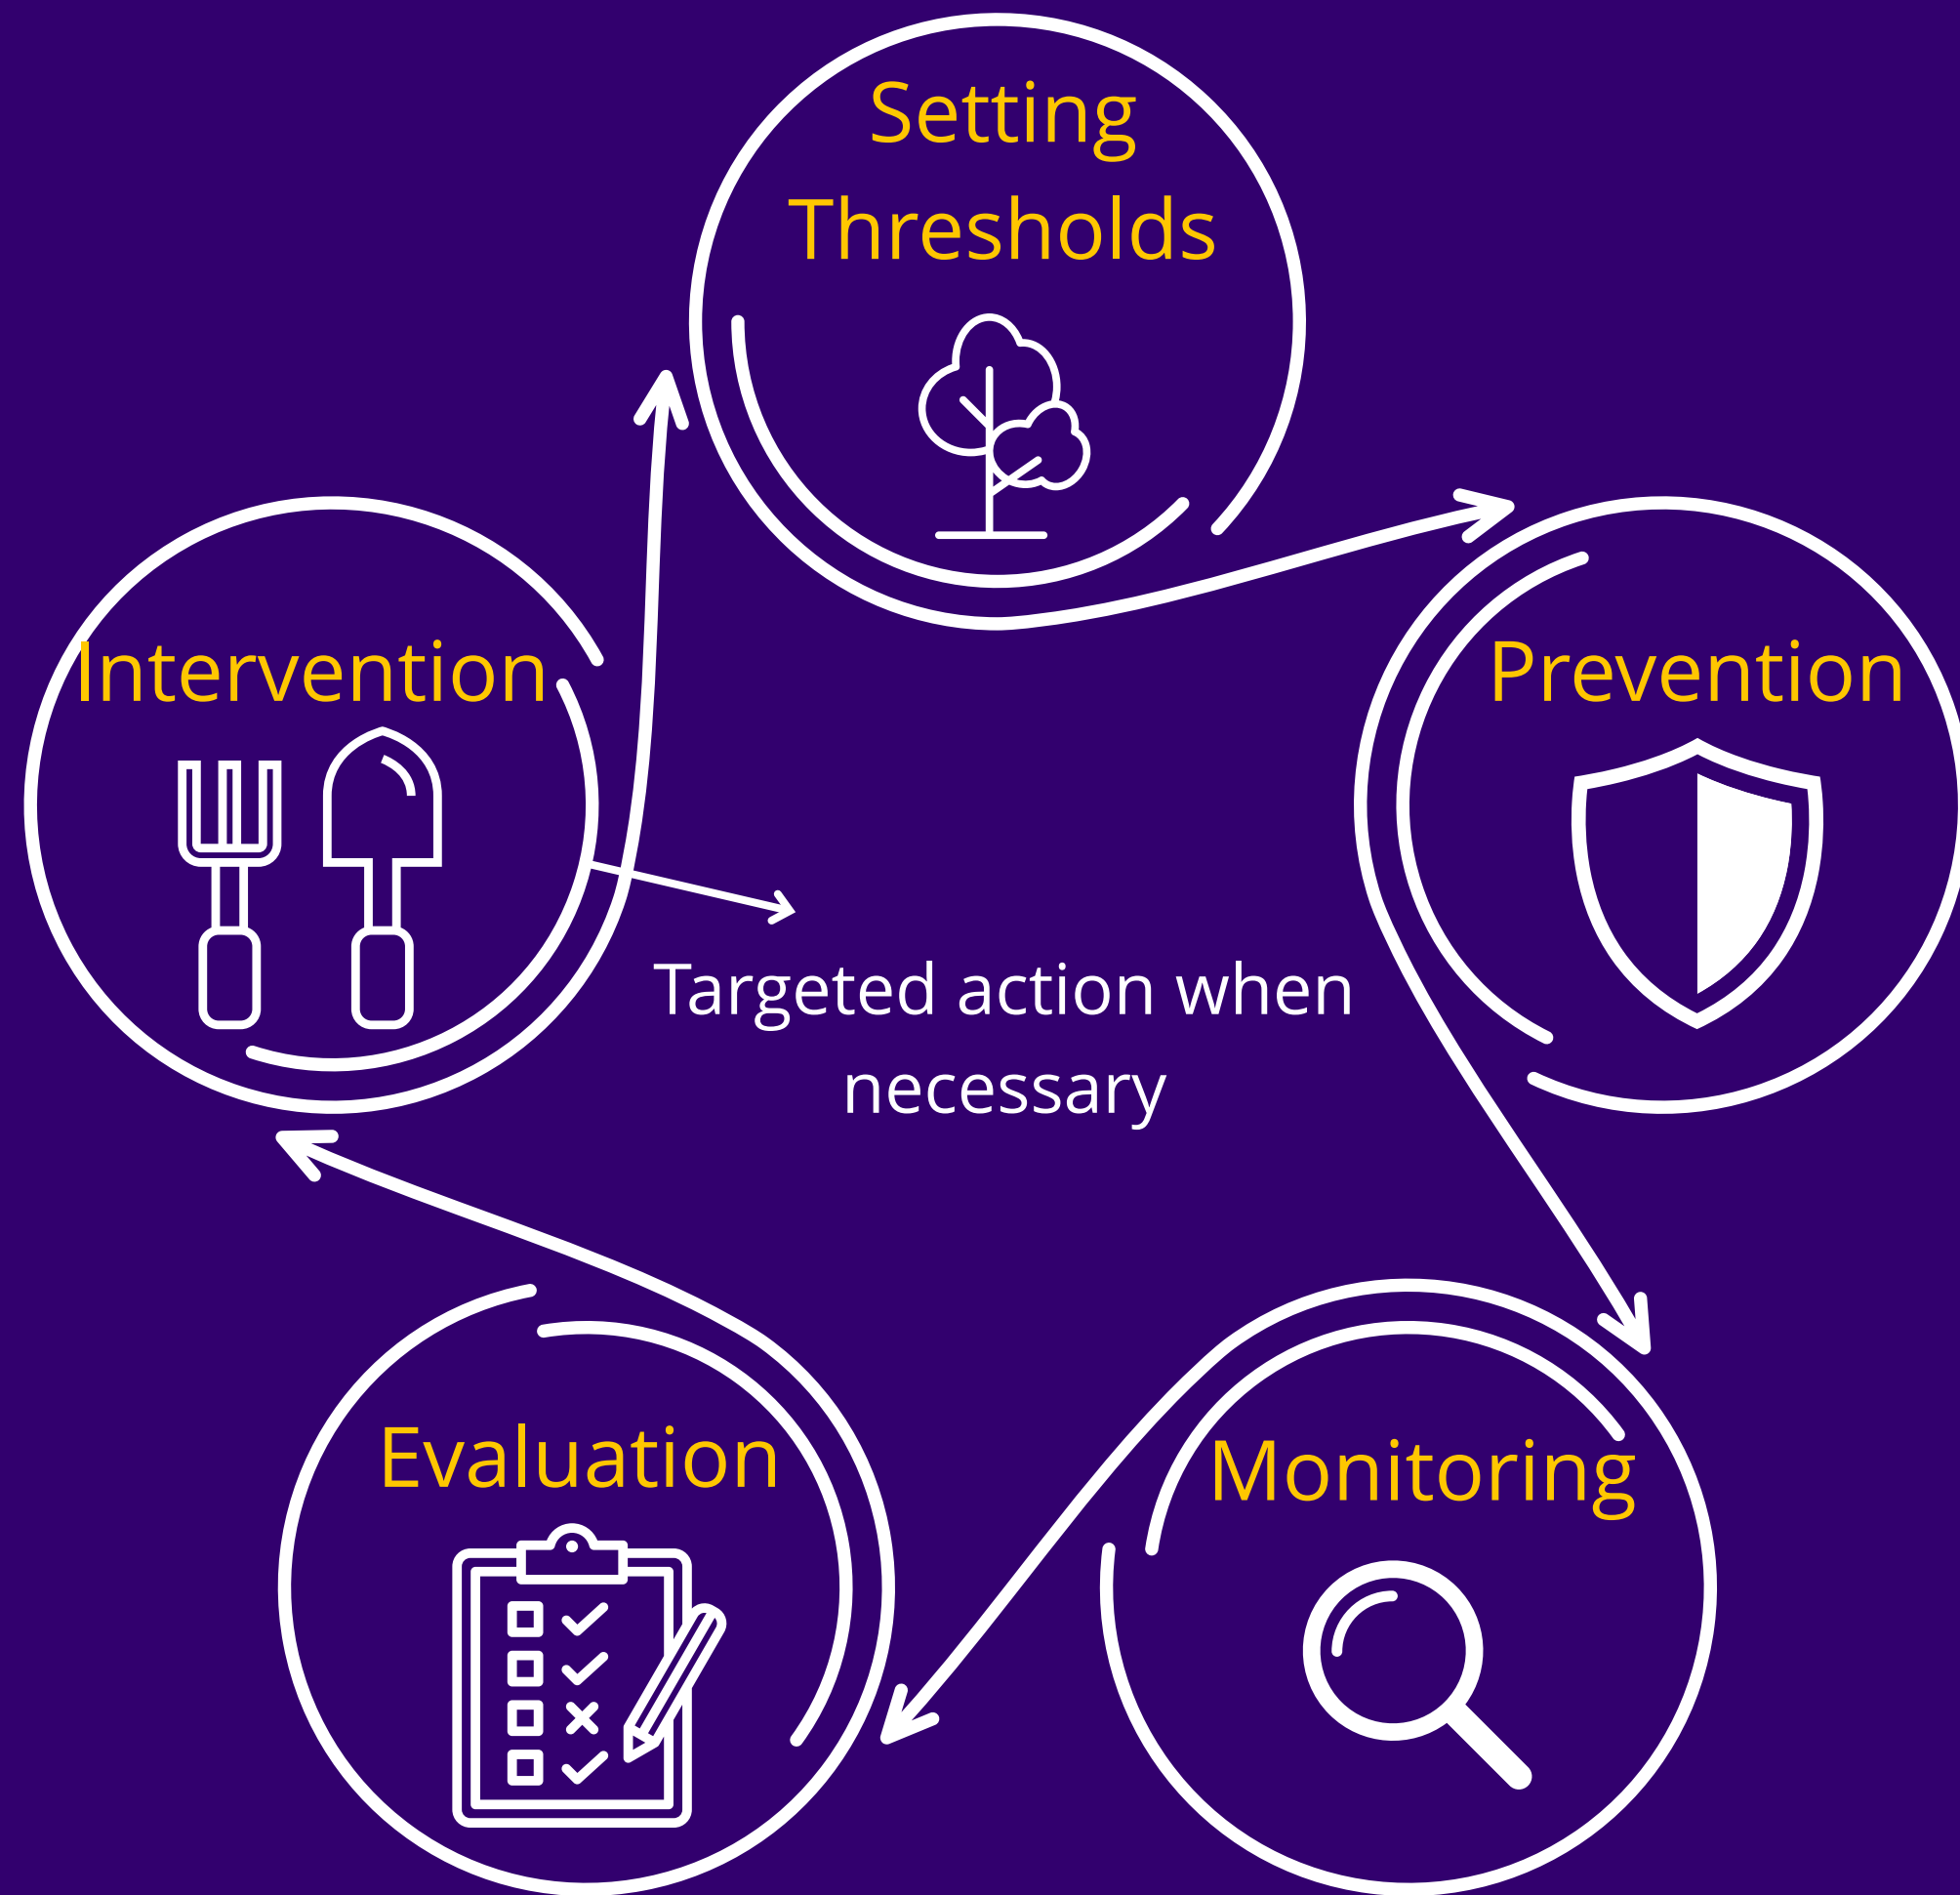 Setting
Thresholds
Intervention
Prevention
Targeted action when
necessary
Evaluation
Monitoring